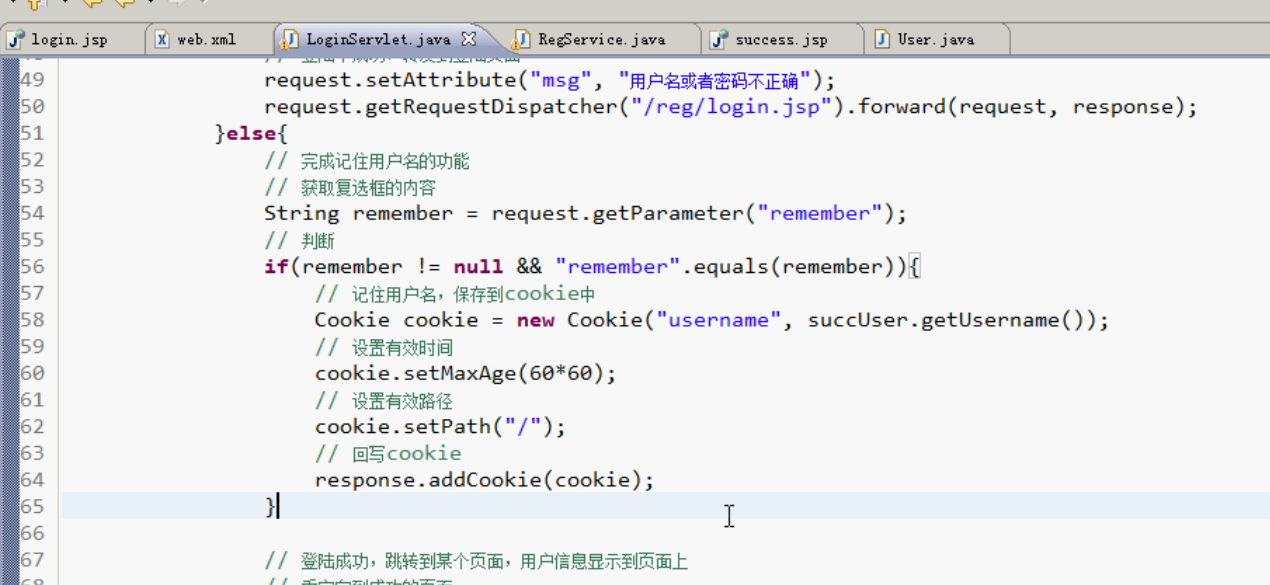 login.jsp web.xml LoginServlet.java RegService.java success.jsp User.java
49 request.setAttribute("msg", "用户名或者密码不正确");
50 request.getRequestDispatcher("/reg/login.jsp").forward(request, response);
51 }else{
52 // 完成记住用户名的功能
53 // 获取复选框的内容
54 String remember = request.getParameter("remember");
55 // 判断
56 if(remember != null && "remember".equals(remember)){
57 // 记住用户名，保存到cookie中
58 Cookie cookie = new Cookie("username", succUser.getUsername());
59 // 设置有效时间
60 cookie.setMaxAge(60*60);
61 // 设置有效路径
62 cookie.setPath("/");
63 // 回写cookie
64 response.addCookie(cookie);
65 }
66
67 // 登陆成功，跳转到某个页面，用户信息显示到页面上